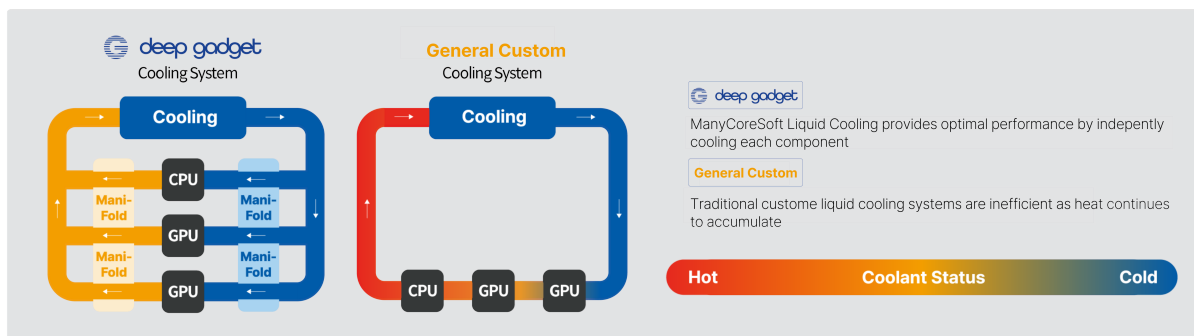 deep gadget
Cooling System
Cooling
CPU
GPU
GPU
Mani-
Fold
Mani-
Fold
Mani-
Fold
Mani-
Fold
General Custom
Cooling System
Cooling
CPU
GPU
GPU
deep gadget
ManyCoreSoft Liquid Cooling provides optimal performance by indepently
cooling each component
General Custom
Traditional custome liquid cooling systems are inefficient as heat continues
to accumulate
Hot
Coolant Status
Cold